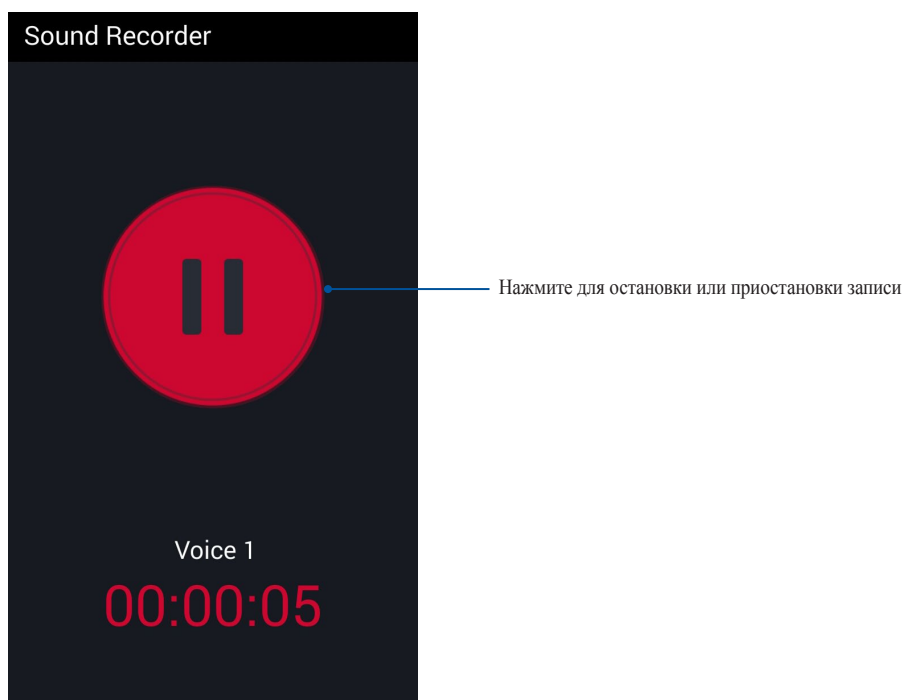 Sound Recorder
Нажмите для остановки или приостановки записи
Voice 1
00:00:05